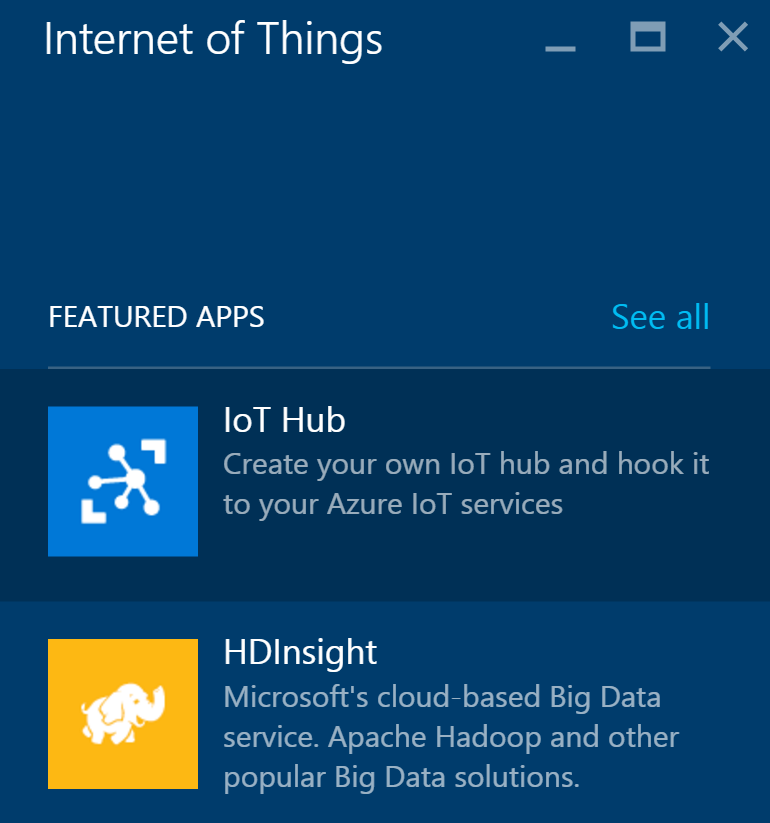 Internet of Things
FEATURED APPS
See all
IoT Hub
Create your own IoT hub and hook it
to your Azure IoT services
HDInsight
Microsoft's cloud-based Big Data
service. Apache Hadoop and other
popular Big Data solutions.